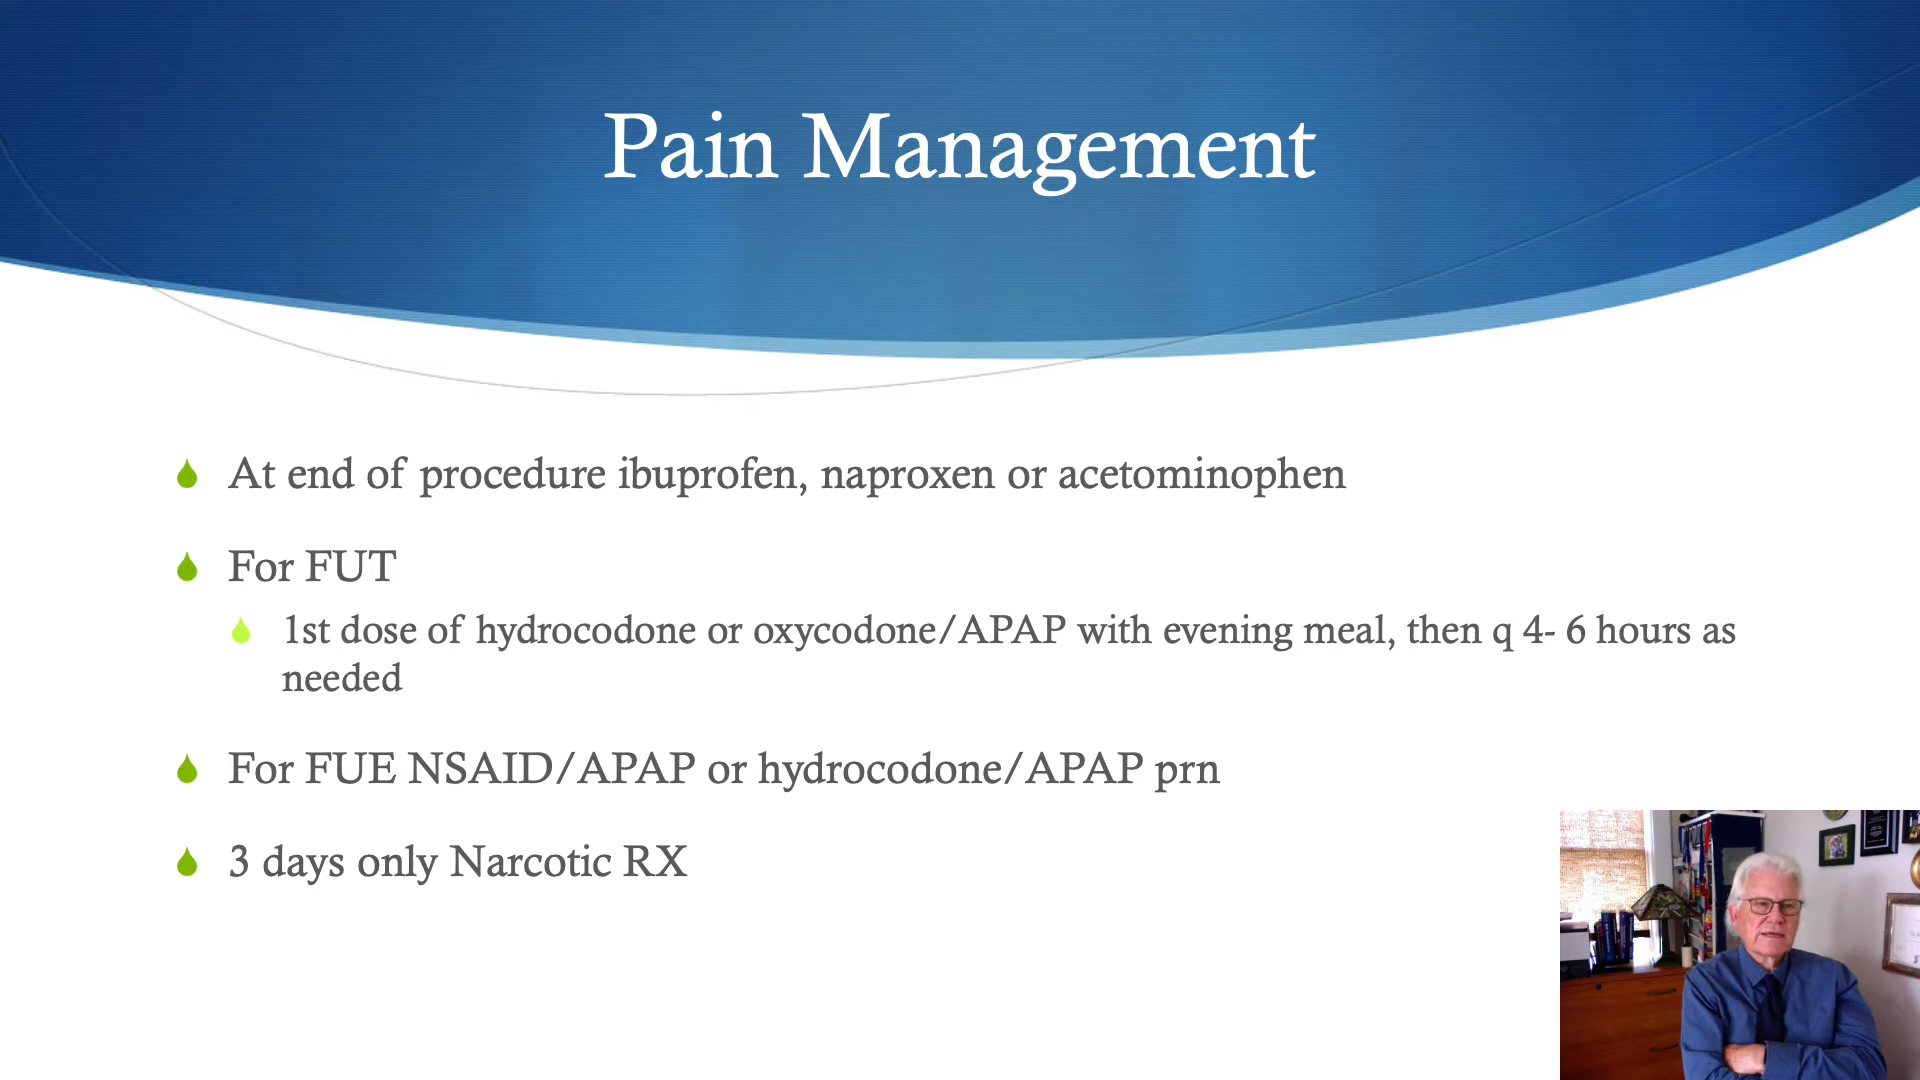 Pain Management
At end of procedure ibuprofen, naproxen or acetominophen
For FUT
1st dose of hydrocodone or oxycodone/APAP with evening meal, then q 4- 6 hours as
needed
For FUE NSAID/APAP or hydrocodone/APAP prn
3 days only Narcotic RX